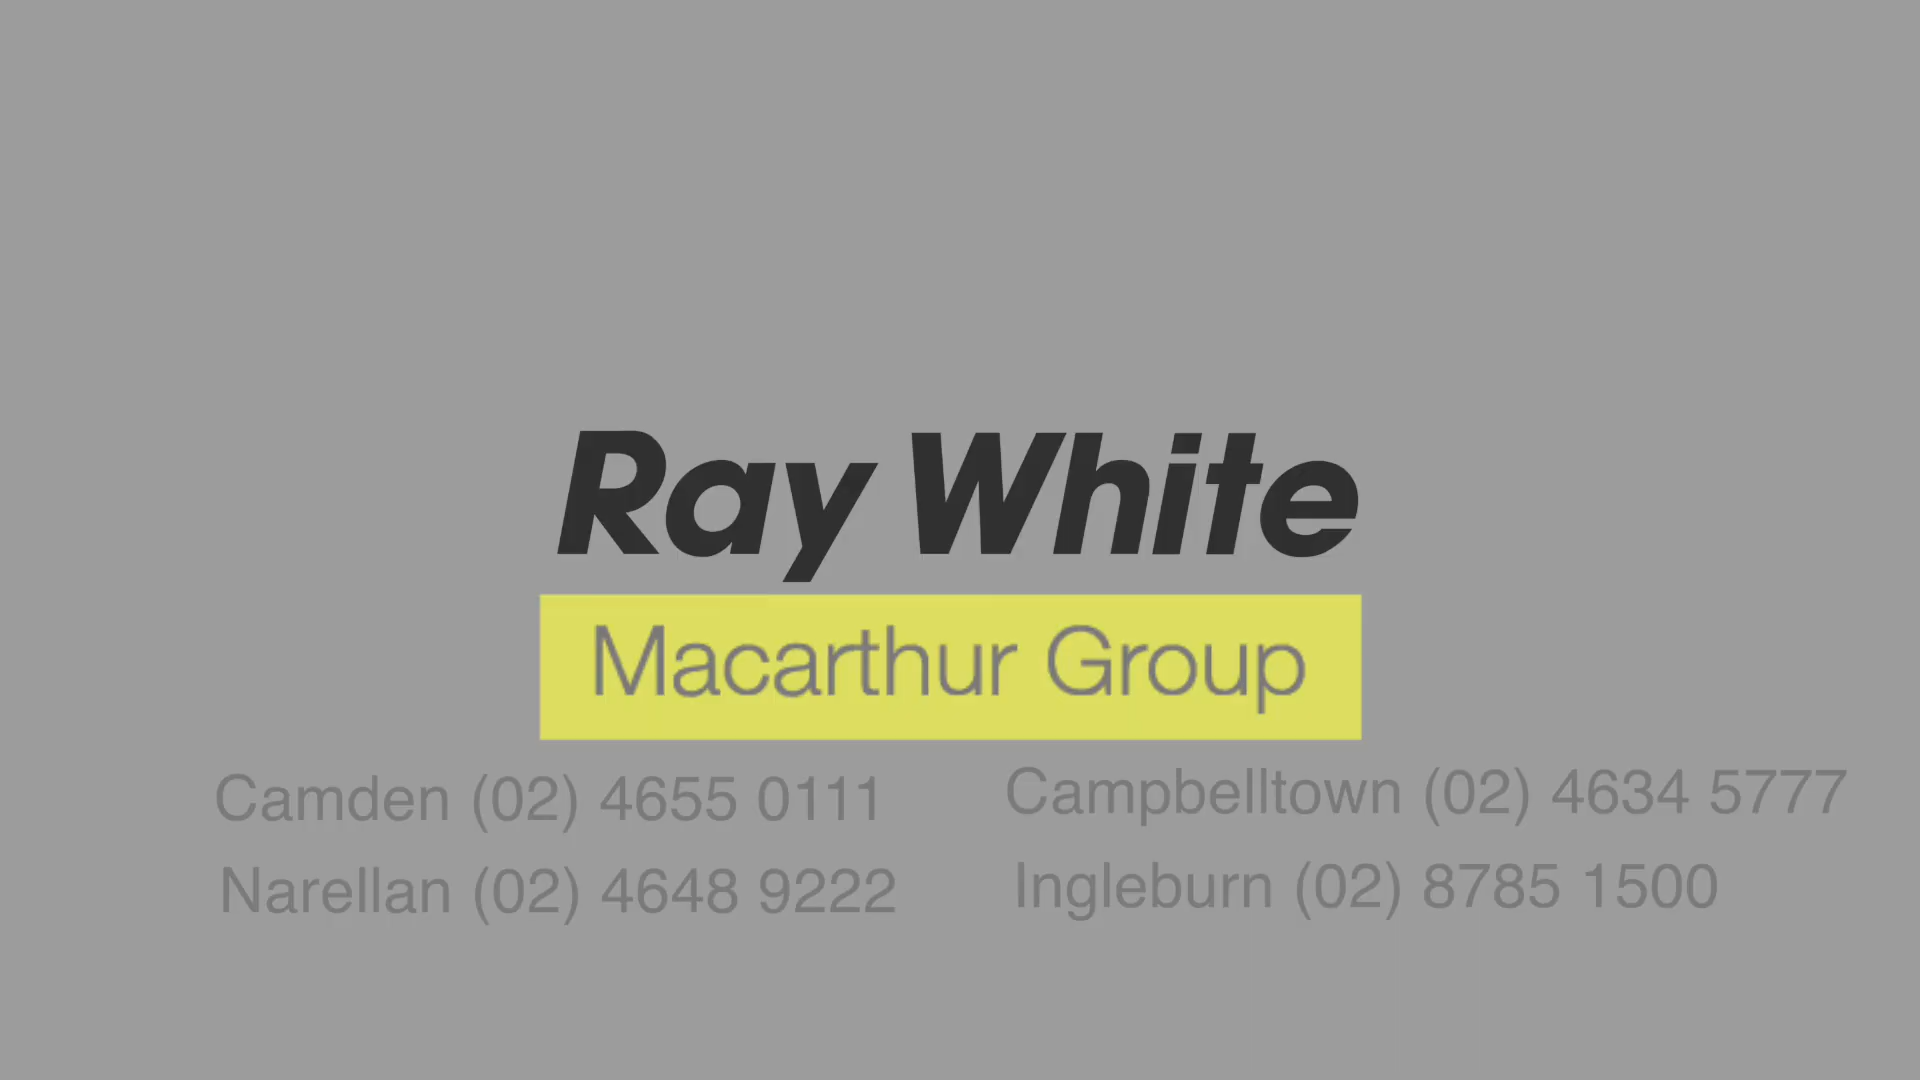 Ray White
Macarthur Group
Camden (02) 4655 0111
Campbelltown (02) 4634 5777
Narellan (02) 4648 9222
Ingleburn (02) 8785 1500